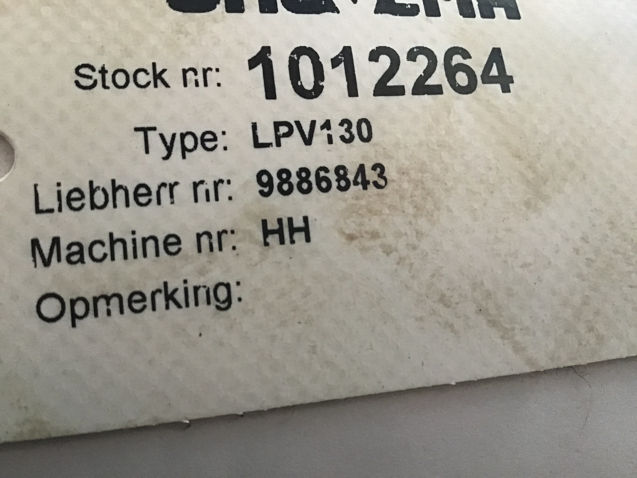 Stock nr: 1012264
Type: LPV130
Liebherr nr: 9886843
Machine nr: HH
Opmerking: